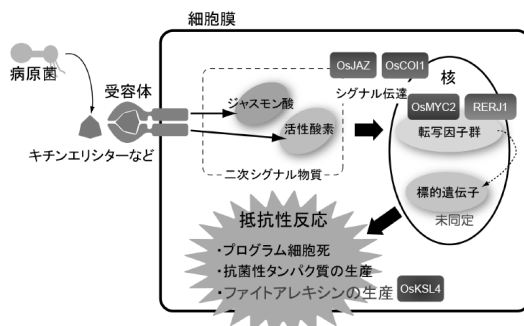 細胞膜
病原菌
受容体
キチンエリシターなど
ジャスモン酸
活性酸素
二次シグナル物質
OsJAZ
OsCOI1
シグナル伝達
核
OsMYC2
RERJ1
転写因子群
標的遺伝子
未同定
抵抗性反応
・プログラム細胞死
・抗菌性タンパク質の生産
・ファイトアレキシンの生産
OsKSL4